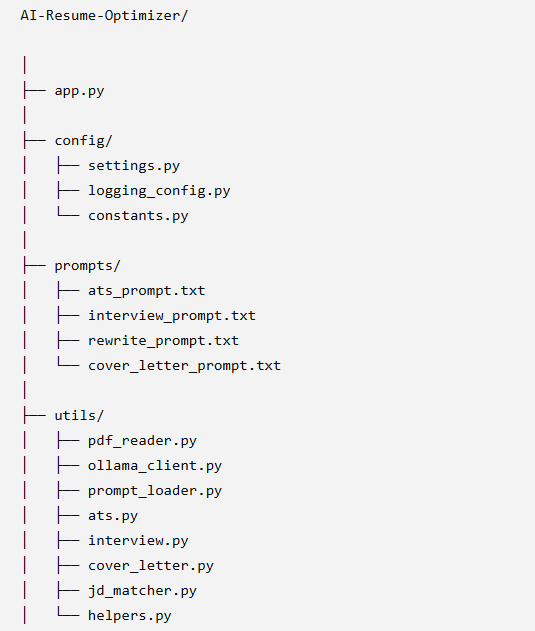 AI-Resume-Optimizer/
│
├── app.py
│
├── config/
│   ├── settings.py
│   ├── logging_config.py
│   └── constants.py
│
├── prompts/
│   ├── ats_prompt.txt
│   ├── interview_prompt.txt
│   ├── rewrite_prompt.txt
│   └── cover_letter_prompt.txt
│
├── utils/
│   ├── pdf_reader.py
│   ├── ollama_client.py
│   ├── prompt_loader.py
│   ├── ats.py
│   ├── interview.py
│   ├── cover_letter.py
│   ├── jd_matcher.py
│   └── helpers.py